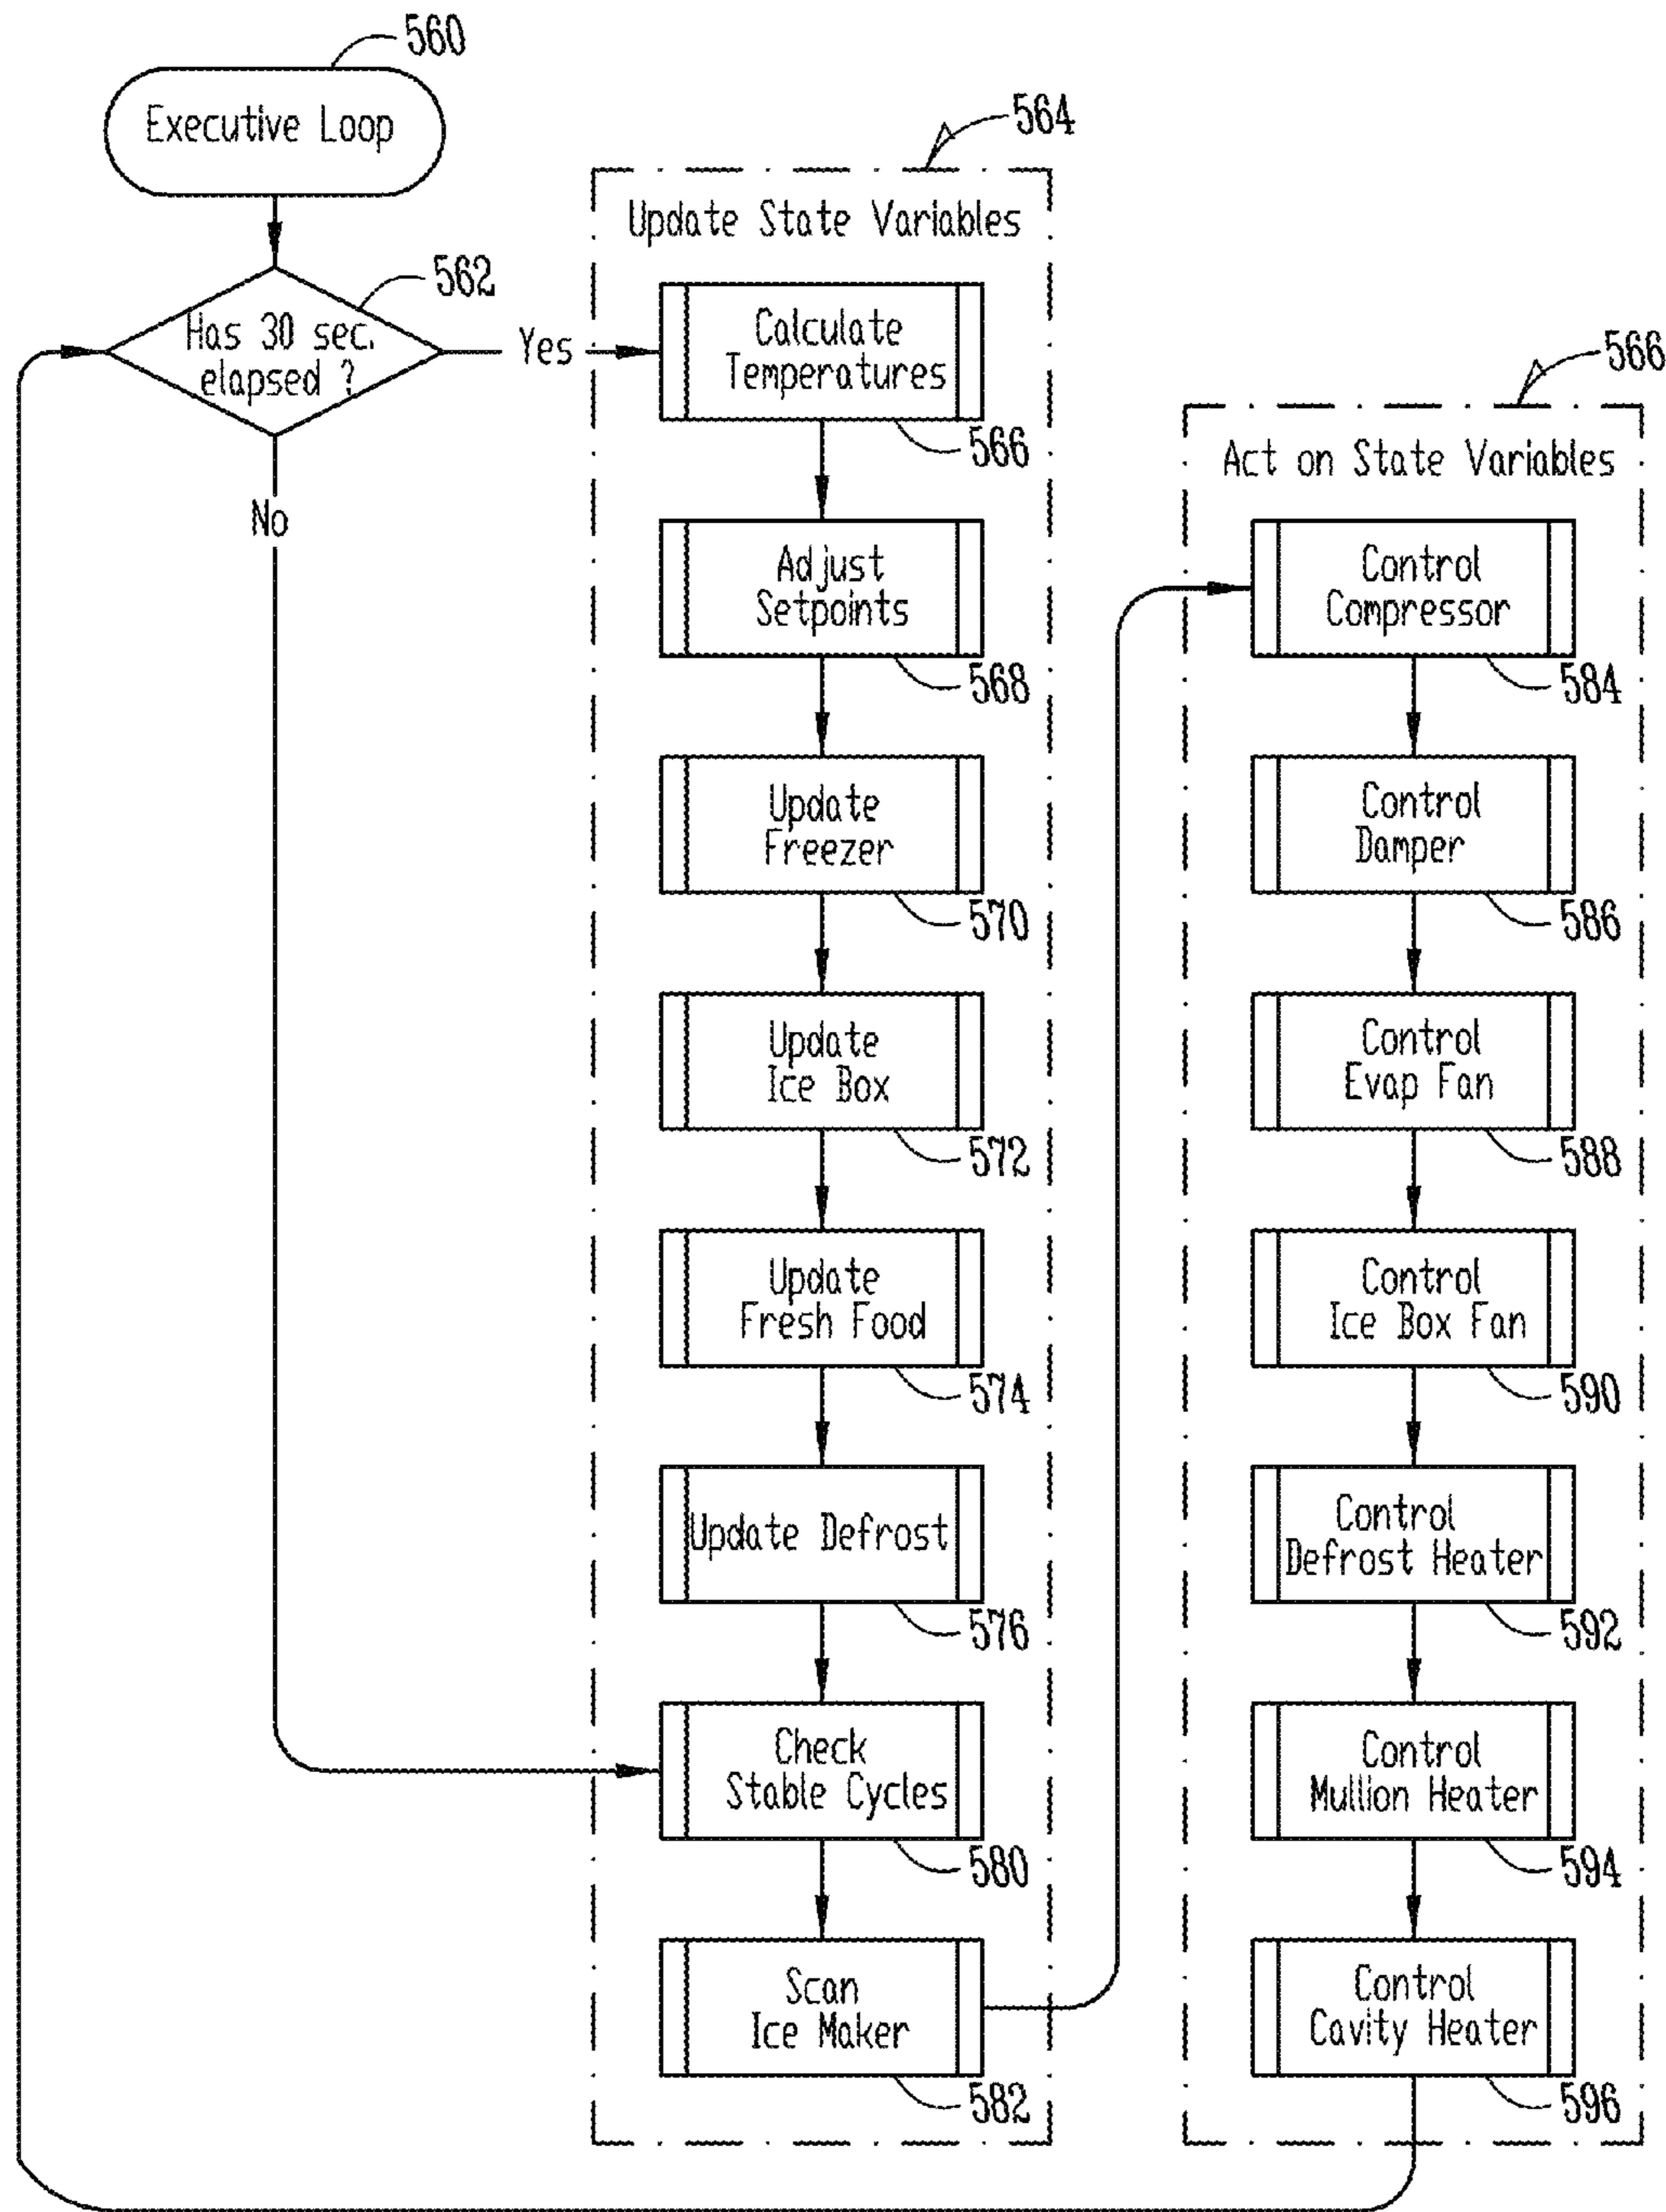 560
Executive Loop
562
Has 30 sec.
elapsed ?
Yes
No
564
Update State Variables
Calculate
Temperatures
566
Adjust
Setpoints
568
Update
Freezer
570
Update
Ice Box
572
Update
Fresh Food
574
Update Defrost
576
Check
Stable Cycles
580
Scan
Ice Maker
582
566
Act on State Variables
Control
Compressor
584
Control
Damper
586
Control
Evap Fan
588
Control
Ice Box Fan
590
Control
Defrost Heater
592
Control
Mullion Heater
594
Control
Cavity Heater
596